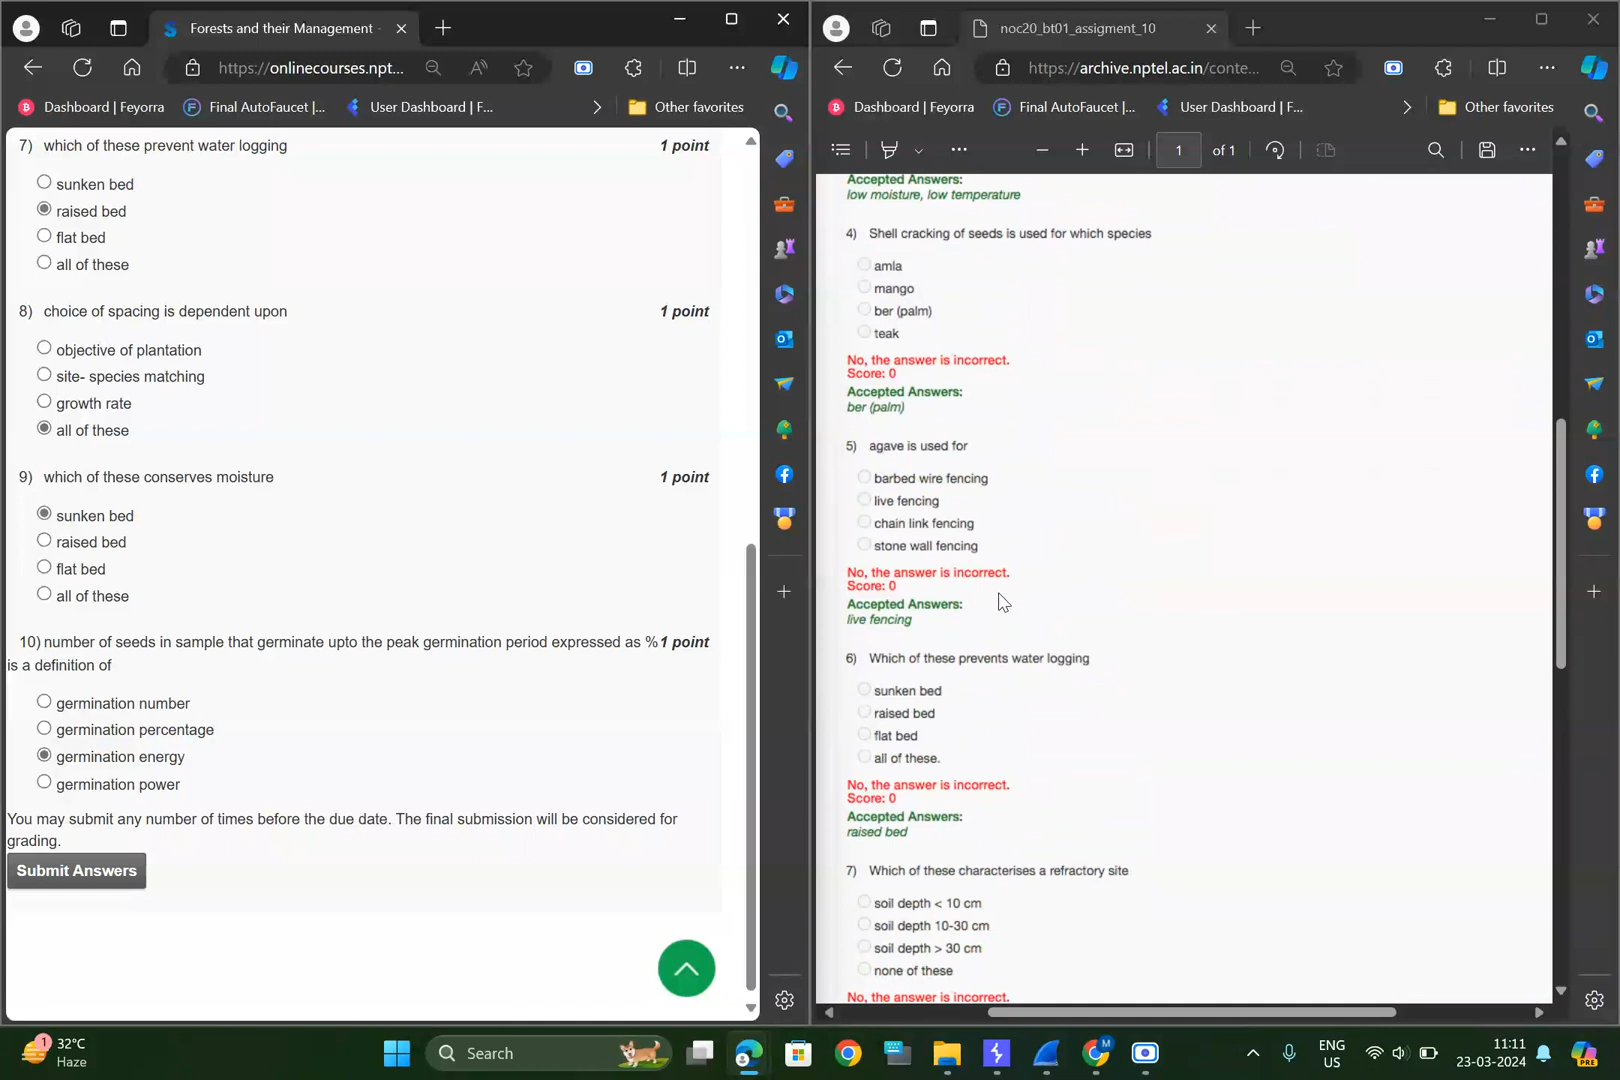 Forests and their Management -
https://onlinecourses.npt...
Dashboard | Feyorra
Final AutoFaucet |...
User Dashboard | F...
Other favorites
7) which of these prevent water logging
1 point
sunken bed
raised bed
flat bed
all of these
8) choice of spacing is dependent upon
1 point
objective of plantation
site- species matching
growth rate
all of these
9) which of these conserves moisture
1 point
sunken bed
raised bed
flat bed
all of these
10) number of seeds in sample that germinate upto the peak germination period expressed as % 1 point
is a definition of
germination number
germination percentage
germination energy
germination power
You may submit any number of times before the due date. The final submission will be considered for
grading.
Submit Answers
noc20_bt01_assigment_10
https://archive.nptel.ac.in/conte...
Dashboard | Feyorra
Final AutoFaucet |...
User Dashboard | F...
Other favorites
1 of 1
Accepted Answers:
low moisture, low temperature
4) Shell cracking of seeds is used for which species
amla
mango
ber (palm)
teak
No, the answer is incorrect.
Score: 0
Accepted Answers:
ber (palm)
5) agave is used for
barbed wire fencing
live fencing
chain link fencing
stone wall fencing
No, the answer is incorrect.
Score: 0
Accepted Answers:
live fencing
6) Which of these prevents water logging
sunken bed
raised bed
flat bed
all of these.
No, the answer is incorrect.
Score: 0
Accepted Answers:
raised bed
7) Which of these characterises a refractory site
soil depth < 10 cm
soil depth 10-30 cm
soil depth > 30 cm
none of these
No, the answer is incorrect.
1
32°C
Haze
Search
M
ENG
US
11:11
23-03-2024
PRE